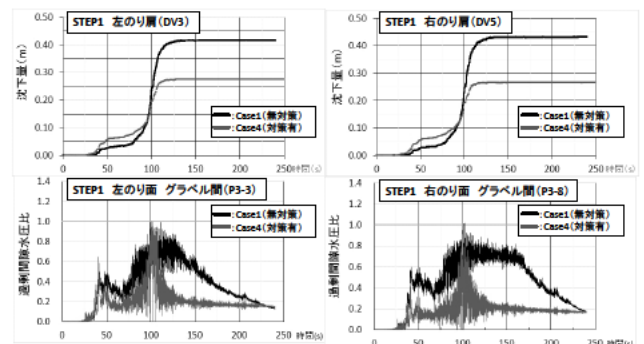 STEP1 左のり肩(DV3)
沈下量(m)
0.50
0.40
0.30
0.20
0.10
0.00
:Case1(無対策)
:Case4(対策有)
0 50 100 150 200 250 時間(s)
STEP1 右のり肩(DV5)
沈下量(m)
0.50
0.40
0.30
0.20
0.10
0.00
:Case1(無対策)
:Case4(対策有)
0 50 100 150 200 250 時間(s)
STEP1 左のり面 グラベル間(P3-3)
過剰間隙水圧比
1.4
1.2
1.0
0.8
0.6
0.4
0.2
0.0
:Case1(無対策)
:Case4(対策有)
0 50 100 150 200 250 時間(s)
STEP1 右のり面 グラベル間(P3-8)
過剰間隙水圧比
1.4
1.2
1.0
0.8
0.6
0.4
0.2
0.0
:Case1(無対策)
:Case4(対策有)
0 50 100 150 200 250 時間(s)